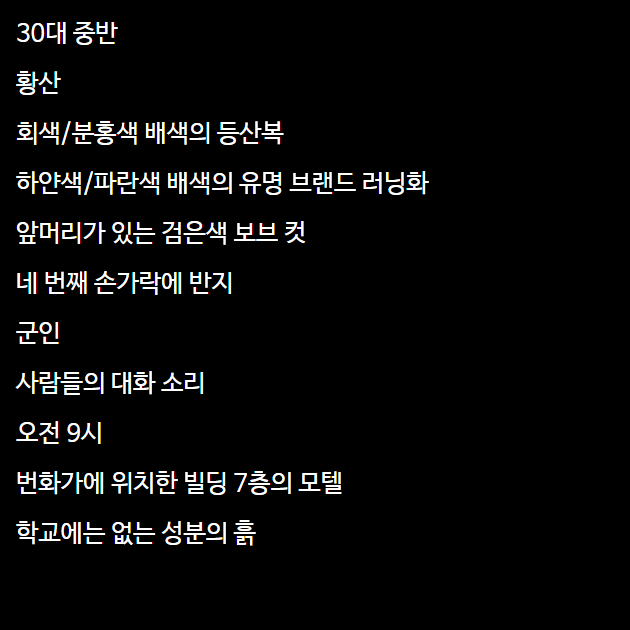 30대 중반
황산
회색/분홍색 배색의 등산복
하얀색/파란색 배색의 유명 브랜드 러닝화
앞머리가 있는 검은색 보브 컷
네 번째 손가락에 반지
군인
사람들의 대화 소리
오전 9시
번화가에 위치한 빌딩 7층의 모텔
학교에는 없는 성분의 흙